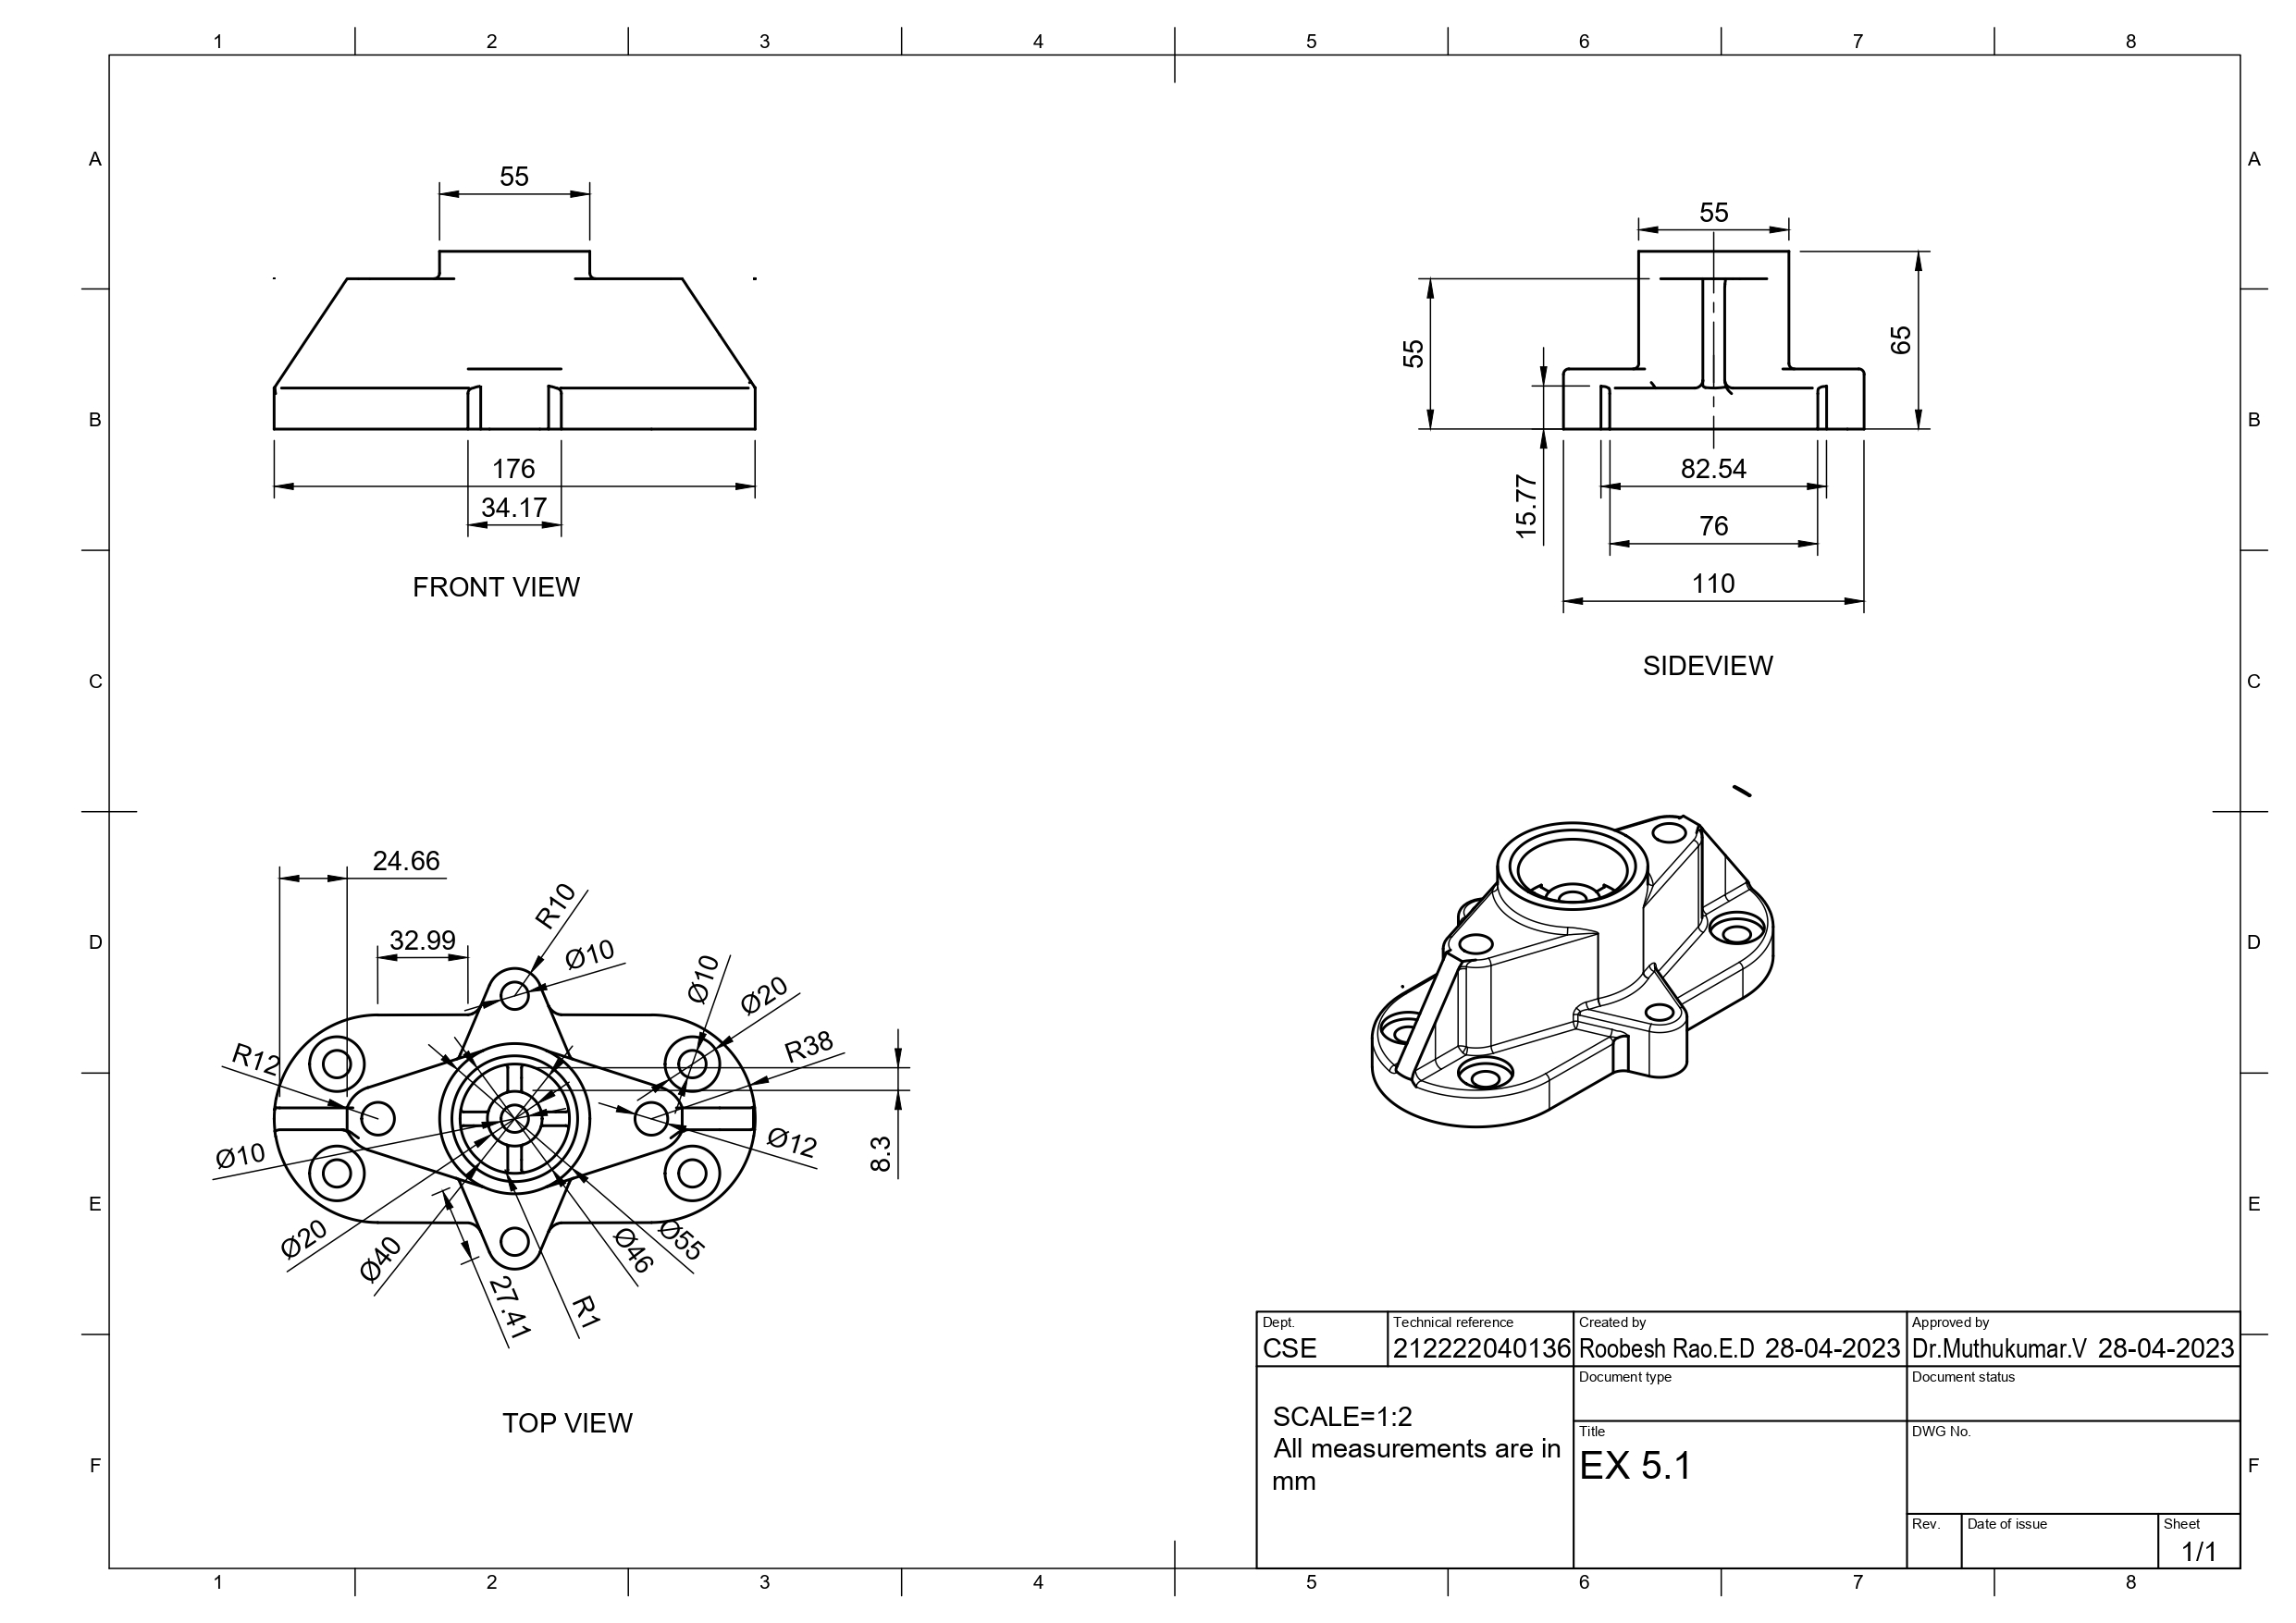 1 2 3 4 5 6 7 8
A A
55
55
55
65
B B
176
34.17
15.77
82.54
76
110
FRONT VIEW
SIDEVIEW
C C
24.66
R10
32.99
Ø10
Ø10
Ø20
D D
R38
R12
Ø12
8.3
Ø10
E E
Ø20
Ø40
Ø46
Ø55
27.41
R1
TOP VIEW
F F
Dept.
CSE
Technical reference
212222040136
Created by
Roobesh Rao.E.D 28-04-2023
Approved by
Dr.Muthukumar.V 28-04-2023
SCALE=1:2
All measurements are in
mm
Document type
Document status
Title
EX 5.1
DWG No.
Rev.
Date of issue
Sheet
1/1
1 2 3 4 5 6 7 8